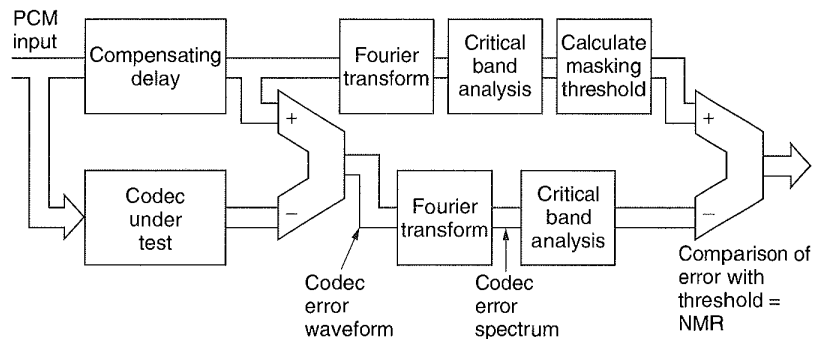 PCM
input
Compensating
delay
Fourier
transform
Critical
band
analysis
Calculate
masking
threshold
+
+
Codec
under
test
−
Fourier
transform
Critical
band
analysis
−
Codec
error
waveform
Codec
error
spectrum
Comparison of
error with
threshold =
NMR